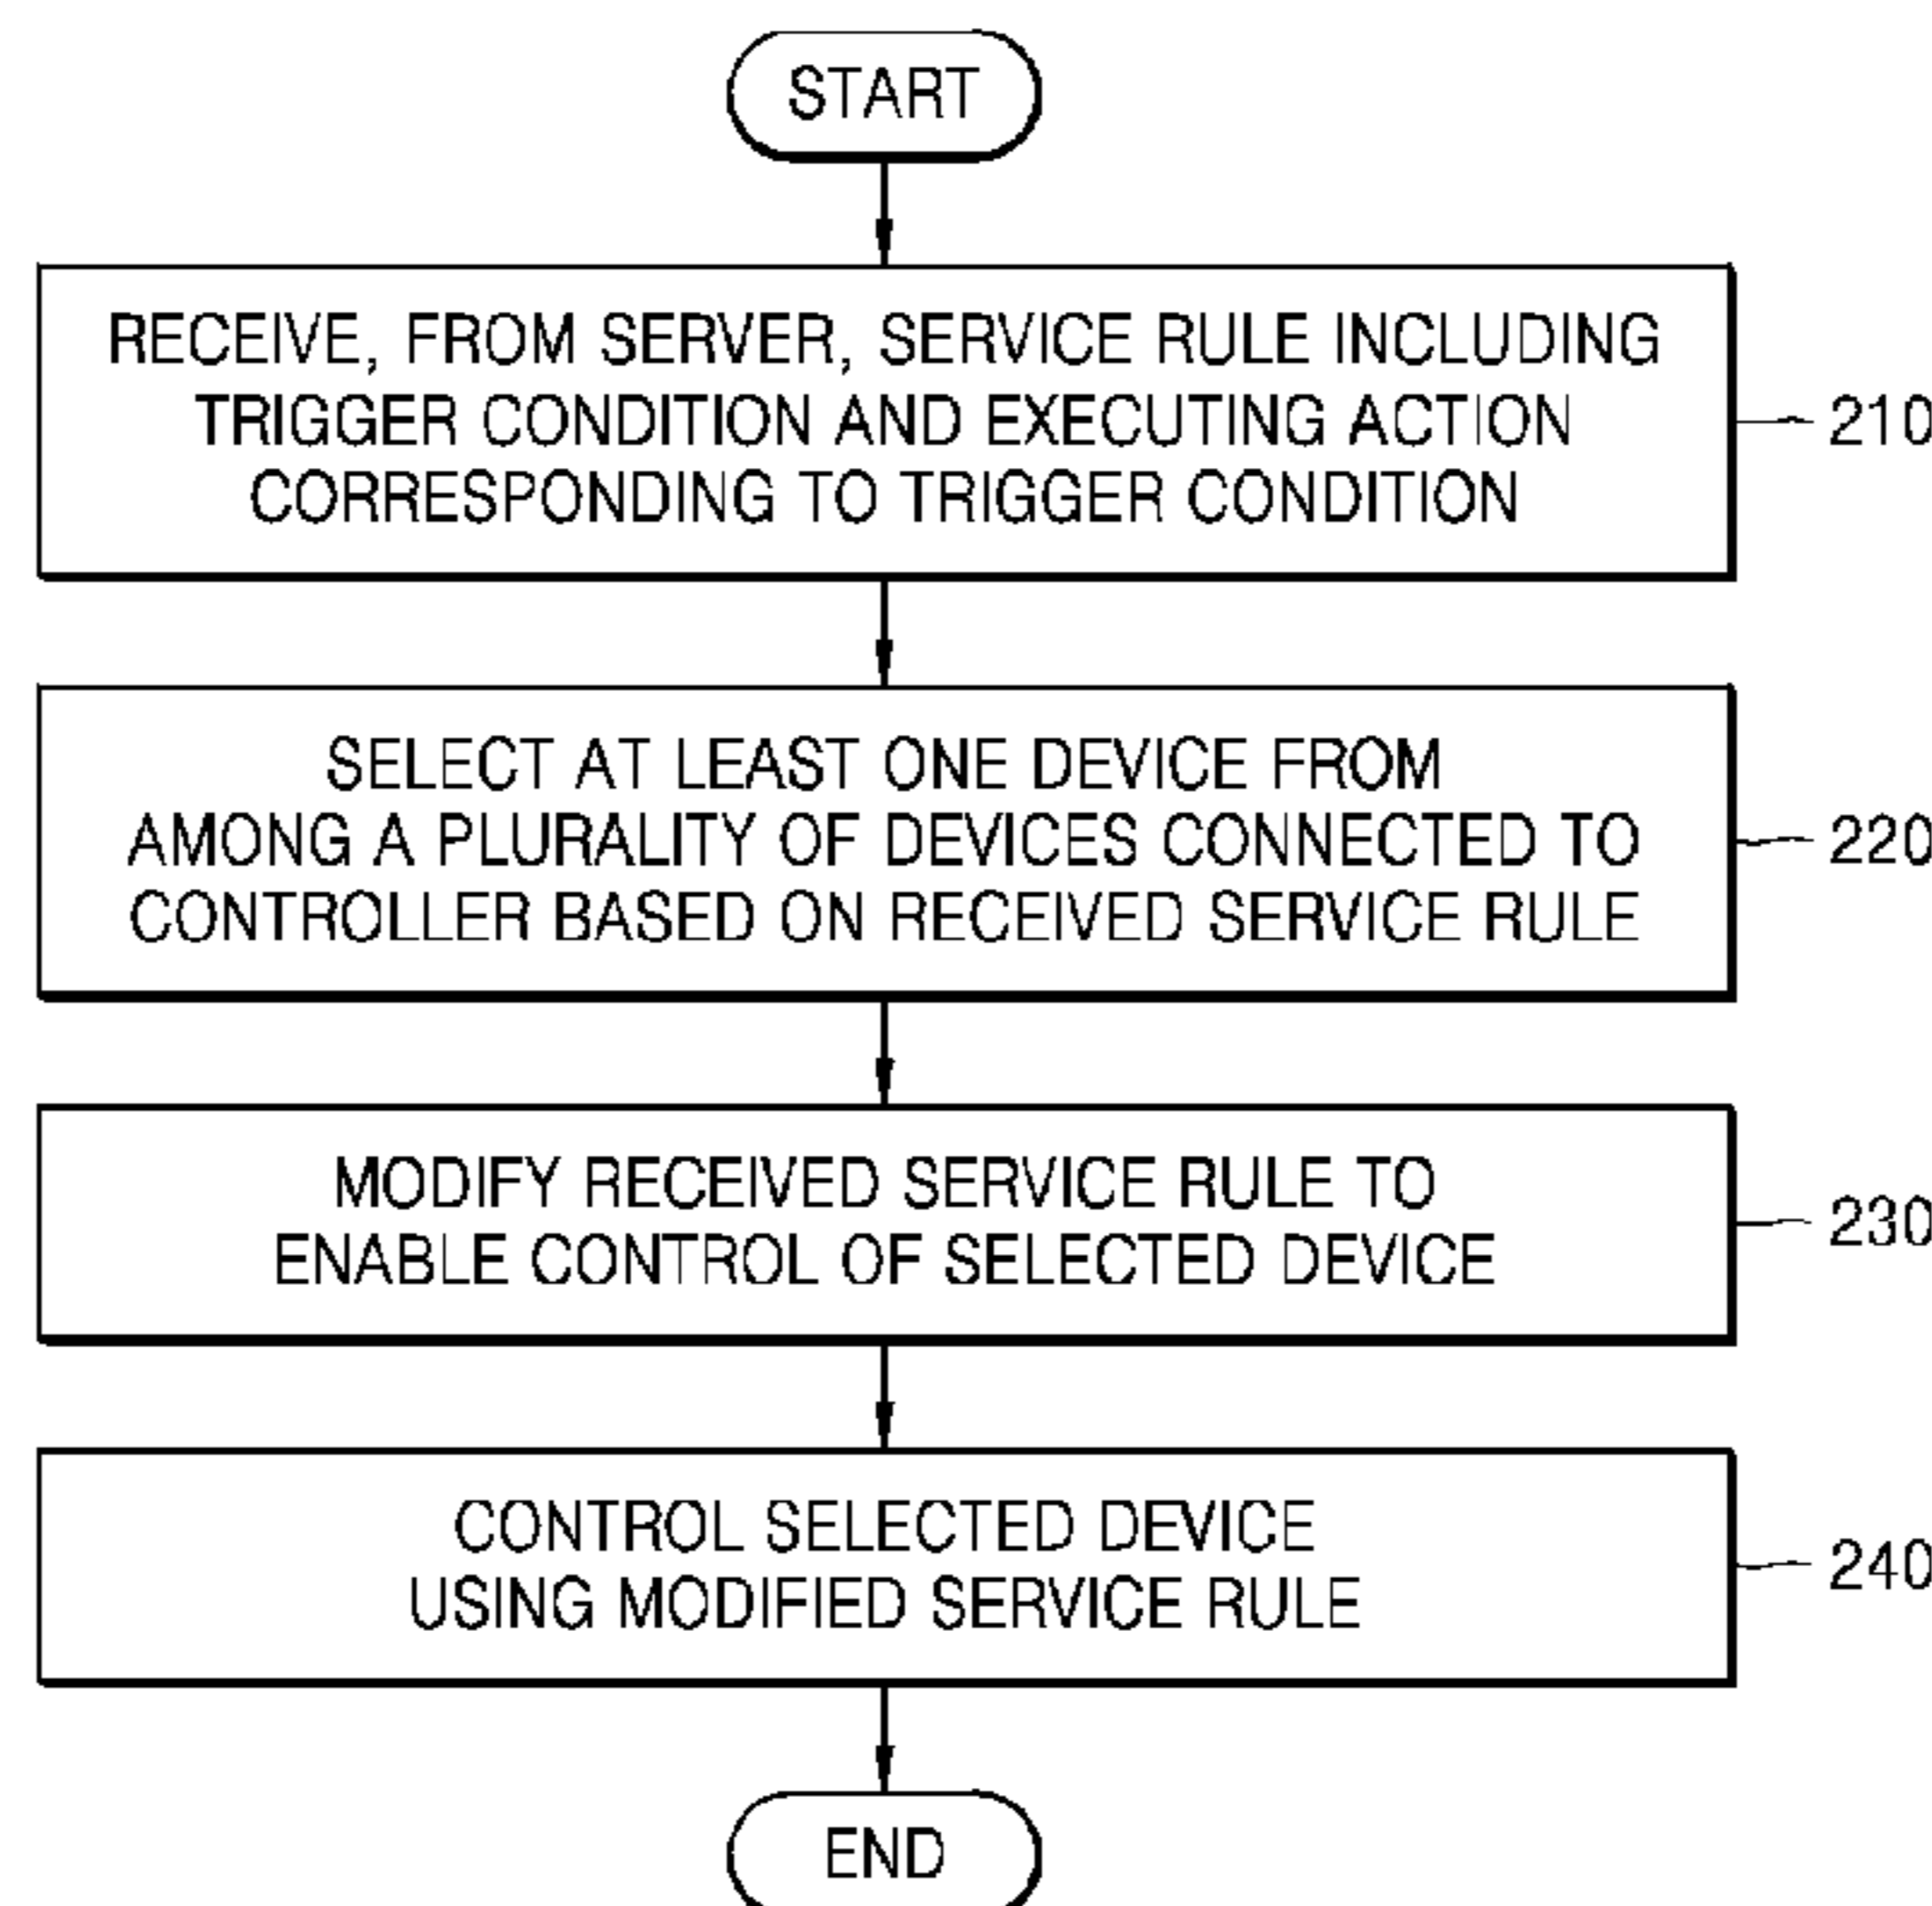 START
RECEIVE, FROM SERVER, SERVICE RULE INCLUDING
TRIGGER CONDITION AND EXECUTING ACTION
CORRESPONDING TO TRIGGER CONDITION
210
SELECT AT LEAST ONE DEVICE FROM
AMONG A PLURALITY OF DEVICES CONNECTED TO
CONTROLLER BASED ON RECEIVED SERVICE RULE
220
MODIFY RECEIVED SERVICE RULE TO
ENABLE CONTROL OF SELECTED DEVICE
230
CONTROL SELECTED DEVICE
USING MODIFIED SERVICE RULE
240
END